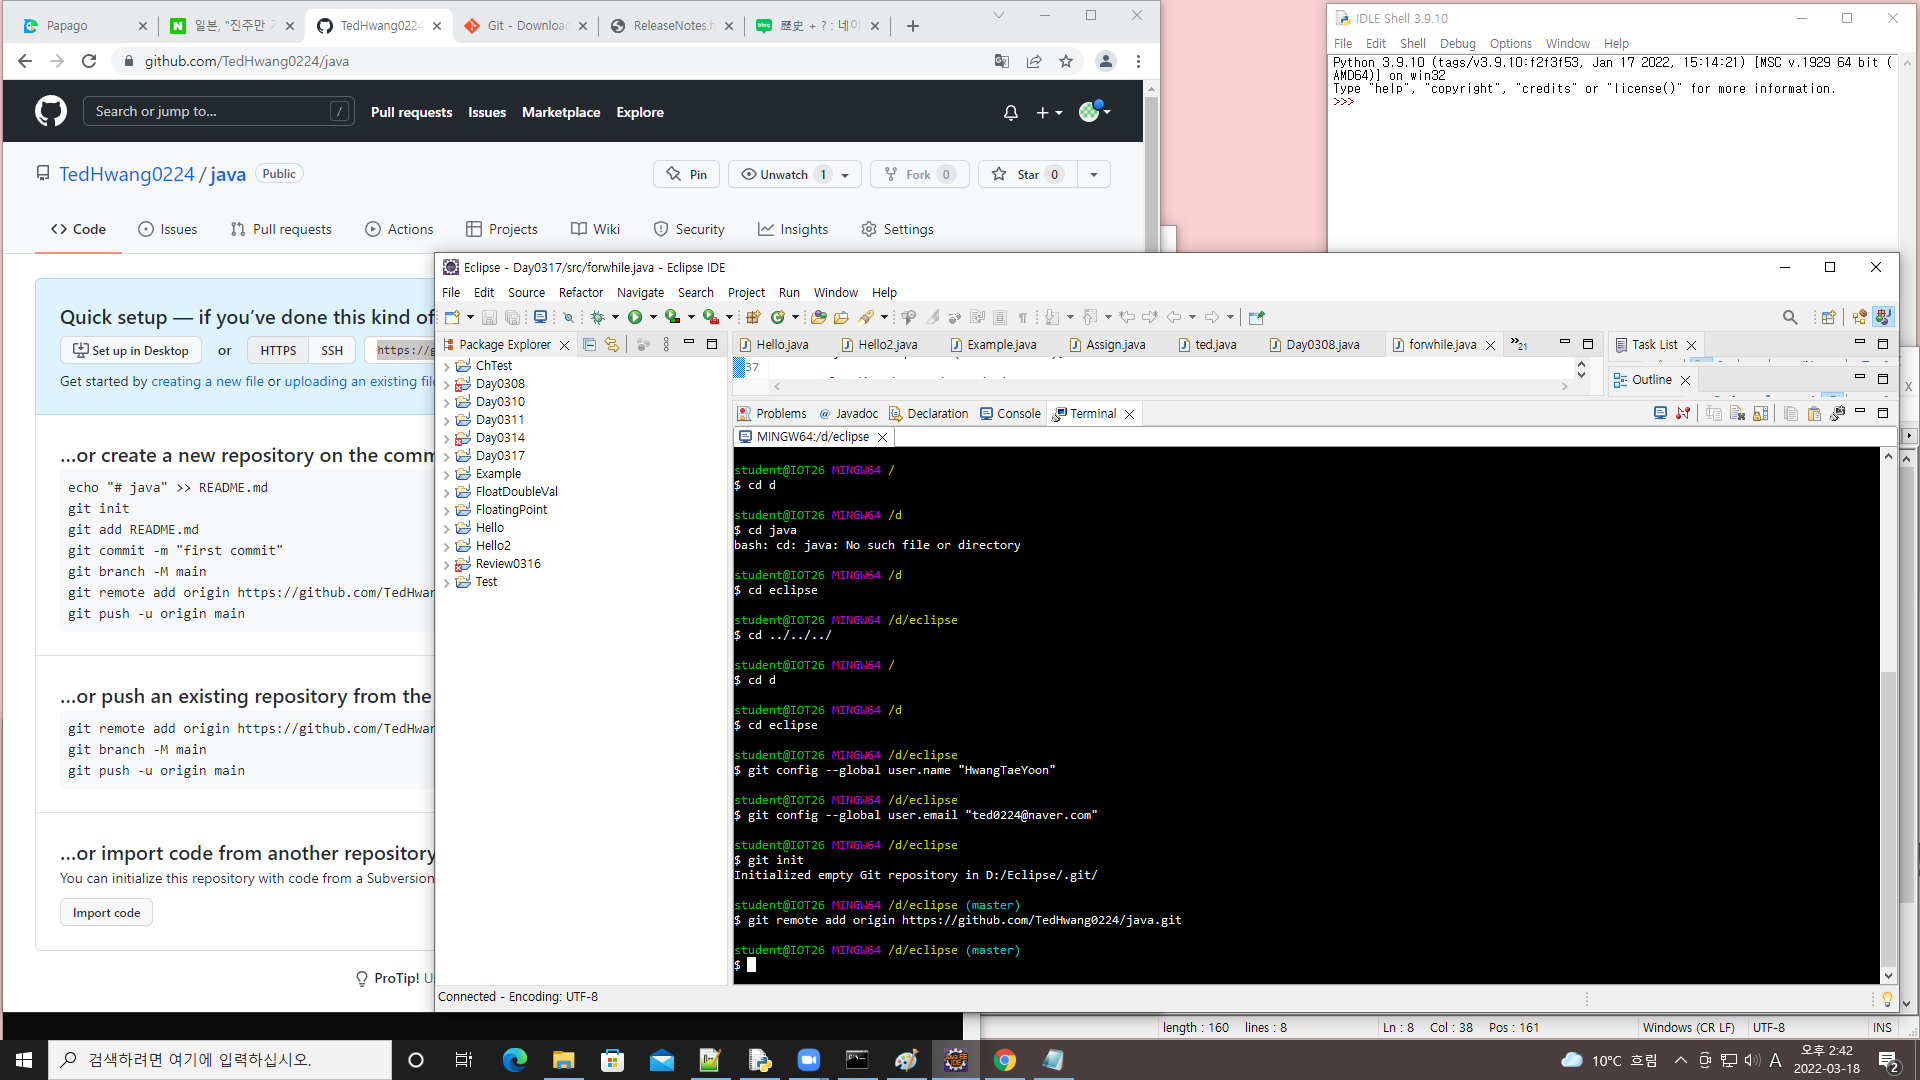 Papago
일본, "진주만
TedHwang0224
Git - Downloa
ReleaseNotes.h
歷史 + ? : 네이
github.com/TedHwang0224/java
Search or jump to...
/
Pull requests
Issues
Marketplace
Explore
TedHwang0224 / java
Public
Pin
Unwatch 1
Fork 0
Star 0
Code
Issues
Pull requests
Actions
Projects
Wiki
Security
Insights
Settings
Quick setup — if you've done this kind of
Set up in Desktop
or
HTTPS
SSH
https://g
Get started by creating a new file or uploading an existing file
...or create a new repository on the comm
echo "# java" >> README.md
git init
git add README.md
git commit -m "first commit"
git branch -M main
git remote add origin https://github.com/TedHwan
git push -u origin main
...or push an existing repository from the
git remote add origin https://github.com/TedHwan
git branch -M main
git push -u origin main
...or import code from another repository
You can initialize this repository with code from a Subversion
Import code
ProTip! Us
IDLE Shell 3.9.10
File Edit Shell Debug Options Window Help
Python 3.9.10 (tags/v3.9.10:f2f3f53, Jan 17 2022, 15:14:21) [MSC v.1929 64 bit (
AMD64)] on win32
Type "help", "copyright", "credits" or "license()" for more information.
>>>
Eclipse - Day0317/src/forwhile.java - Eclipse IDE
File Edit Source Refactor Navigate Search Project Run Window Help
Package Explorer
ChTest
Day0308
Day0310
Day0311
Day0314
Day0317
Example
FloatDoubleVal
FloatingPoint
Hello
Hello2
Review0316
Test
Hello.java
Hello2.java
Example.java
Assign.java
ted.java
Day0308.java
forwhile.java
»21
37
Task List
Outline
Problems
Javadoc
Declaration
Console
Terminal
MINGW64:/d/eclipse
student@IOT26 MINGW64 /
$ cd d
student@IOT26 MINGW64 /d
$ cd java
bash: cd: java: No such file or directory
student@IOT26 MINGW64 /d
$ cd eclipse
student@IOT26 MINGW64 /d/eclipse
$ cd ../../../
student@IOT26 MINGW64 /
$ cd d
student@IOT26 MINGW64 /d
$ cd eclipse
student@IOT26 MINGW64 /d/eclipse
$ git config --global user.name "HwangTaeYoon"
student@IOT26 MINGW64 /d/eclipse
$ git config --global user.email "ted0224@naver.com"
student@IOT26 MINGW64 /d/eclipse
$ git init
Initialized empty Git repository in D:/Eclipse/.git/
student@IOT26 MINGW64 /d/eclipse (master)
$ git remote add origin https://github.com/TedHwang0224/java.git
student@IOT26 MINGW64 /d/eclipse (master)
$
Connected - Encoding: UTF-8
length : 160 lines : 8
Ln : 8 Col : 38 Pos : 161
Windows (CR LF)
UTF-8
INS
검색하려면 여기에 입력하십시오.
10°C 흐림
A
오후 2:42
2022-03-18
2